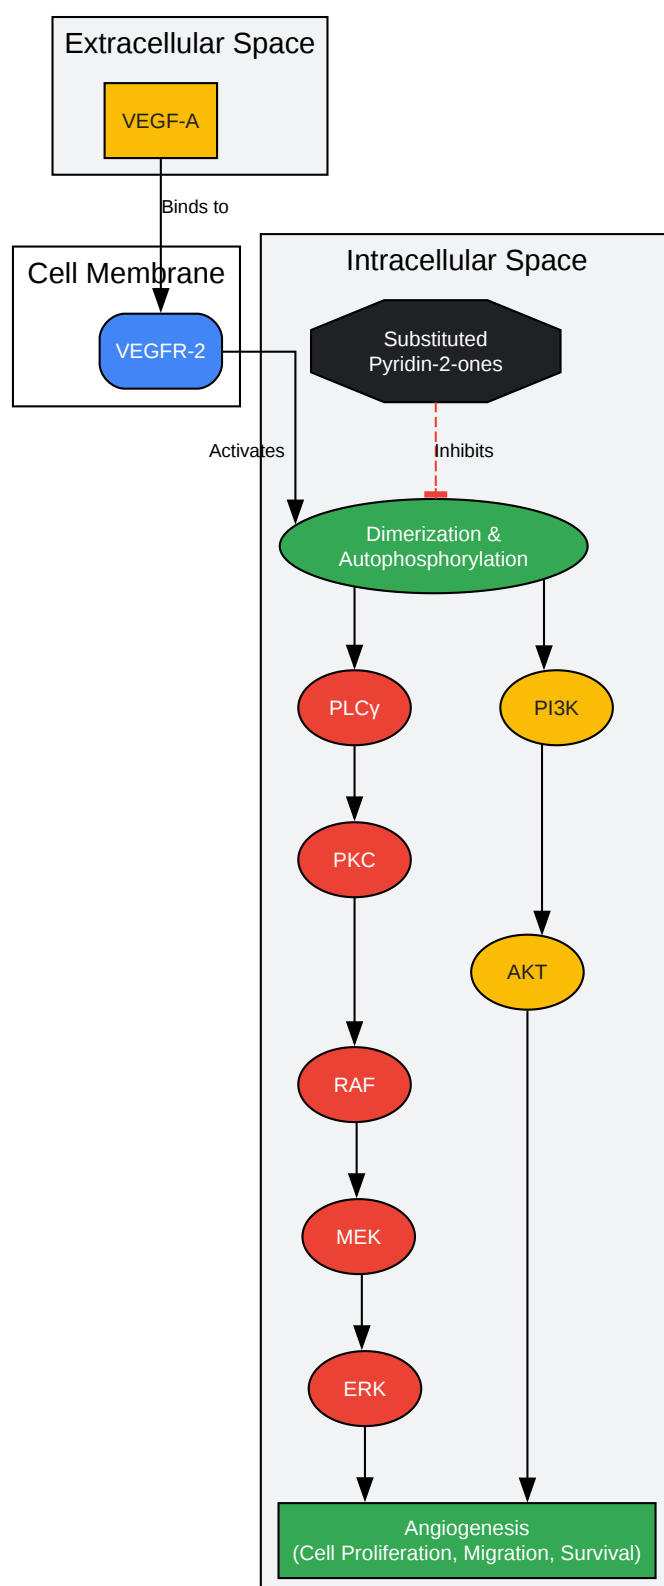 Extracellular Space
VEGF-A
Binds to
Cell Membrane
VEGFR-2
Intracellular Space
Substituted
Pyridin-2-ones
Activates
Inhibits
Dimerization &
Autophosphorylation
PLCγ
PI3K
PKC
AKT
RAF
MEK
ERK
Angiogenesis
(Cell Proliferation, Migration, Survival)